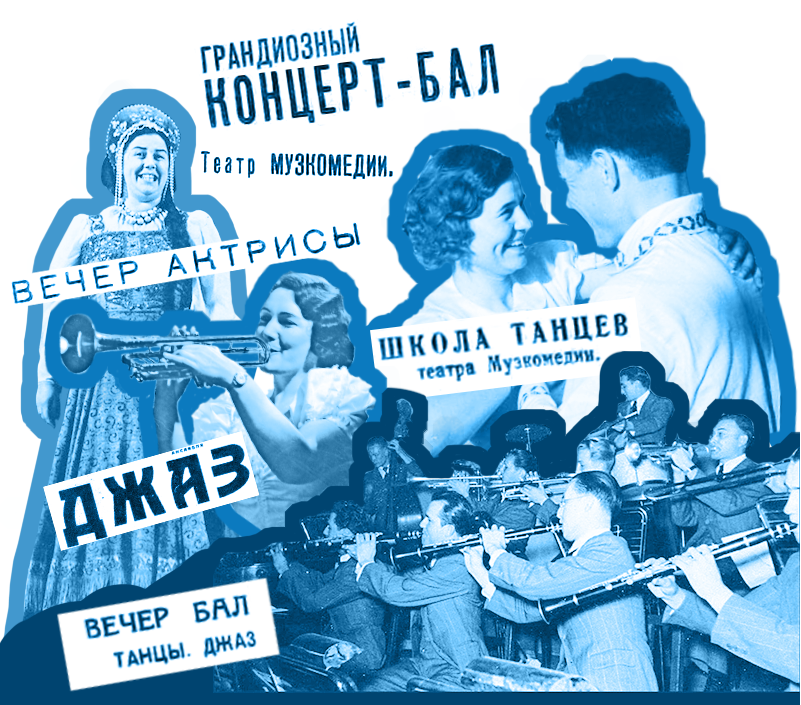 ГРАНДИОЗНЫЙ
КОНЦЕРТ-БАЛ
Театр МУЗКОМЕДИИ.
ВЕЧЕР АКТРИСЫ
ШКОЛА ТАНЦЕВ
театра Музкомедии.
ДЖАЗ
ВЕЧЕР БАЛ
ТАНЦЫ. ДЖАЗ